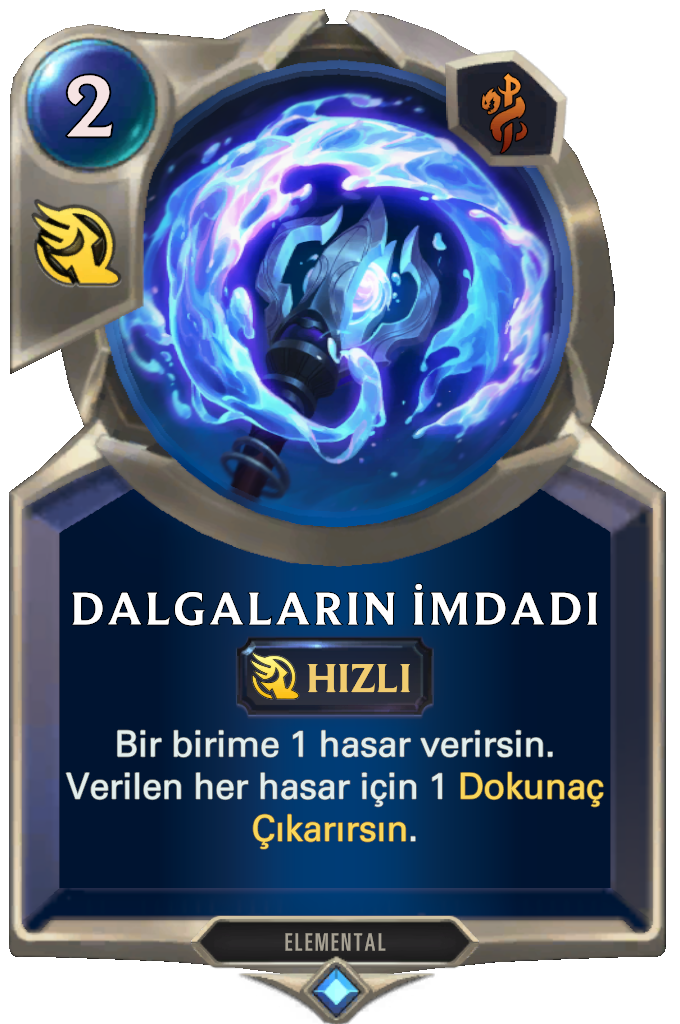 2
DALGALARIN İMDADI
HIZLI
Bir birime 1 hasar verirsin.
Verilen her hasar için 1 Dokunaç
Çıkarırsın.
ELEMENTAL